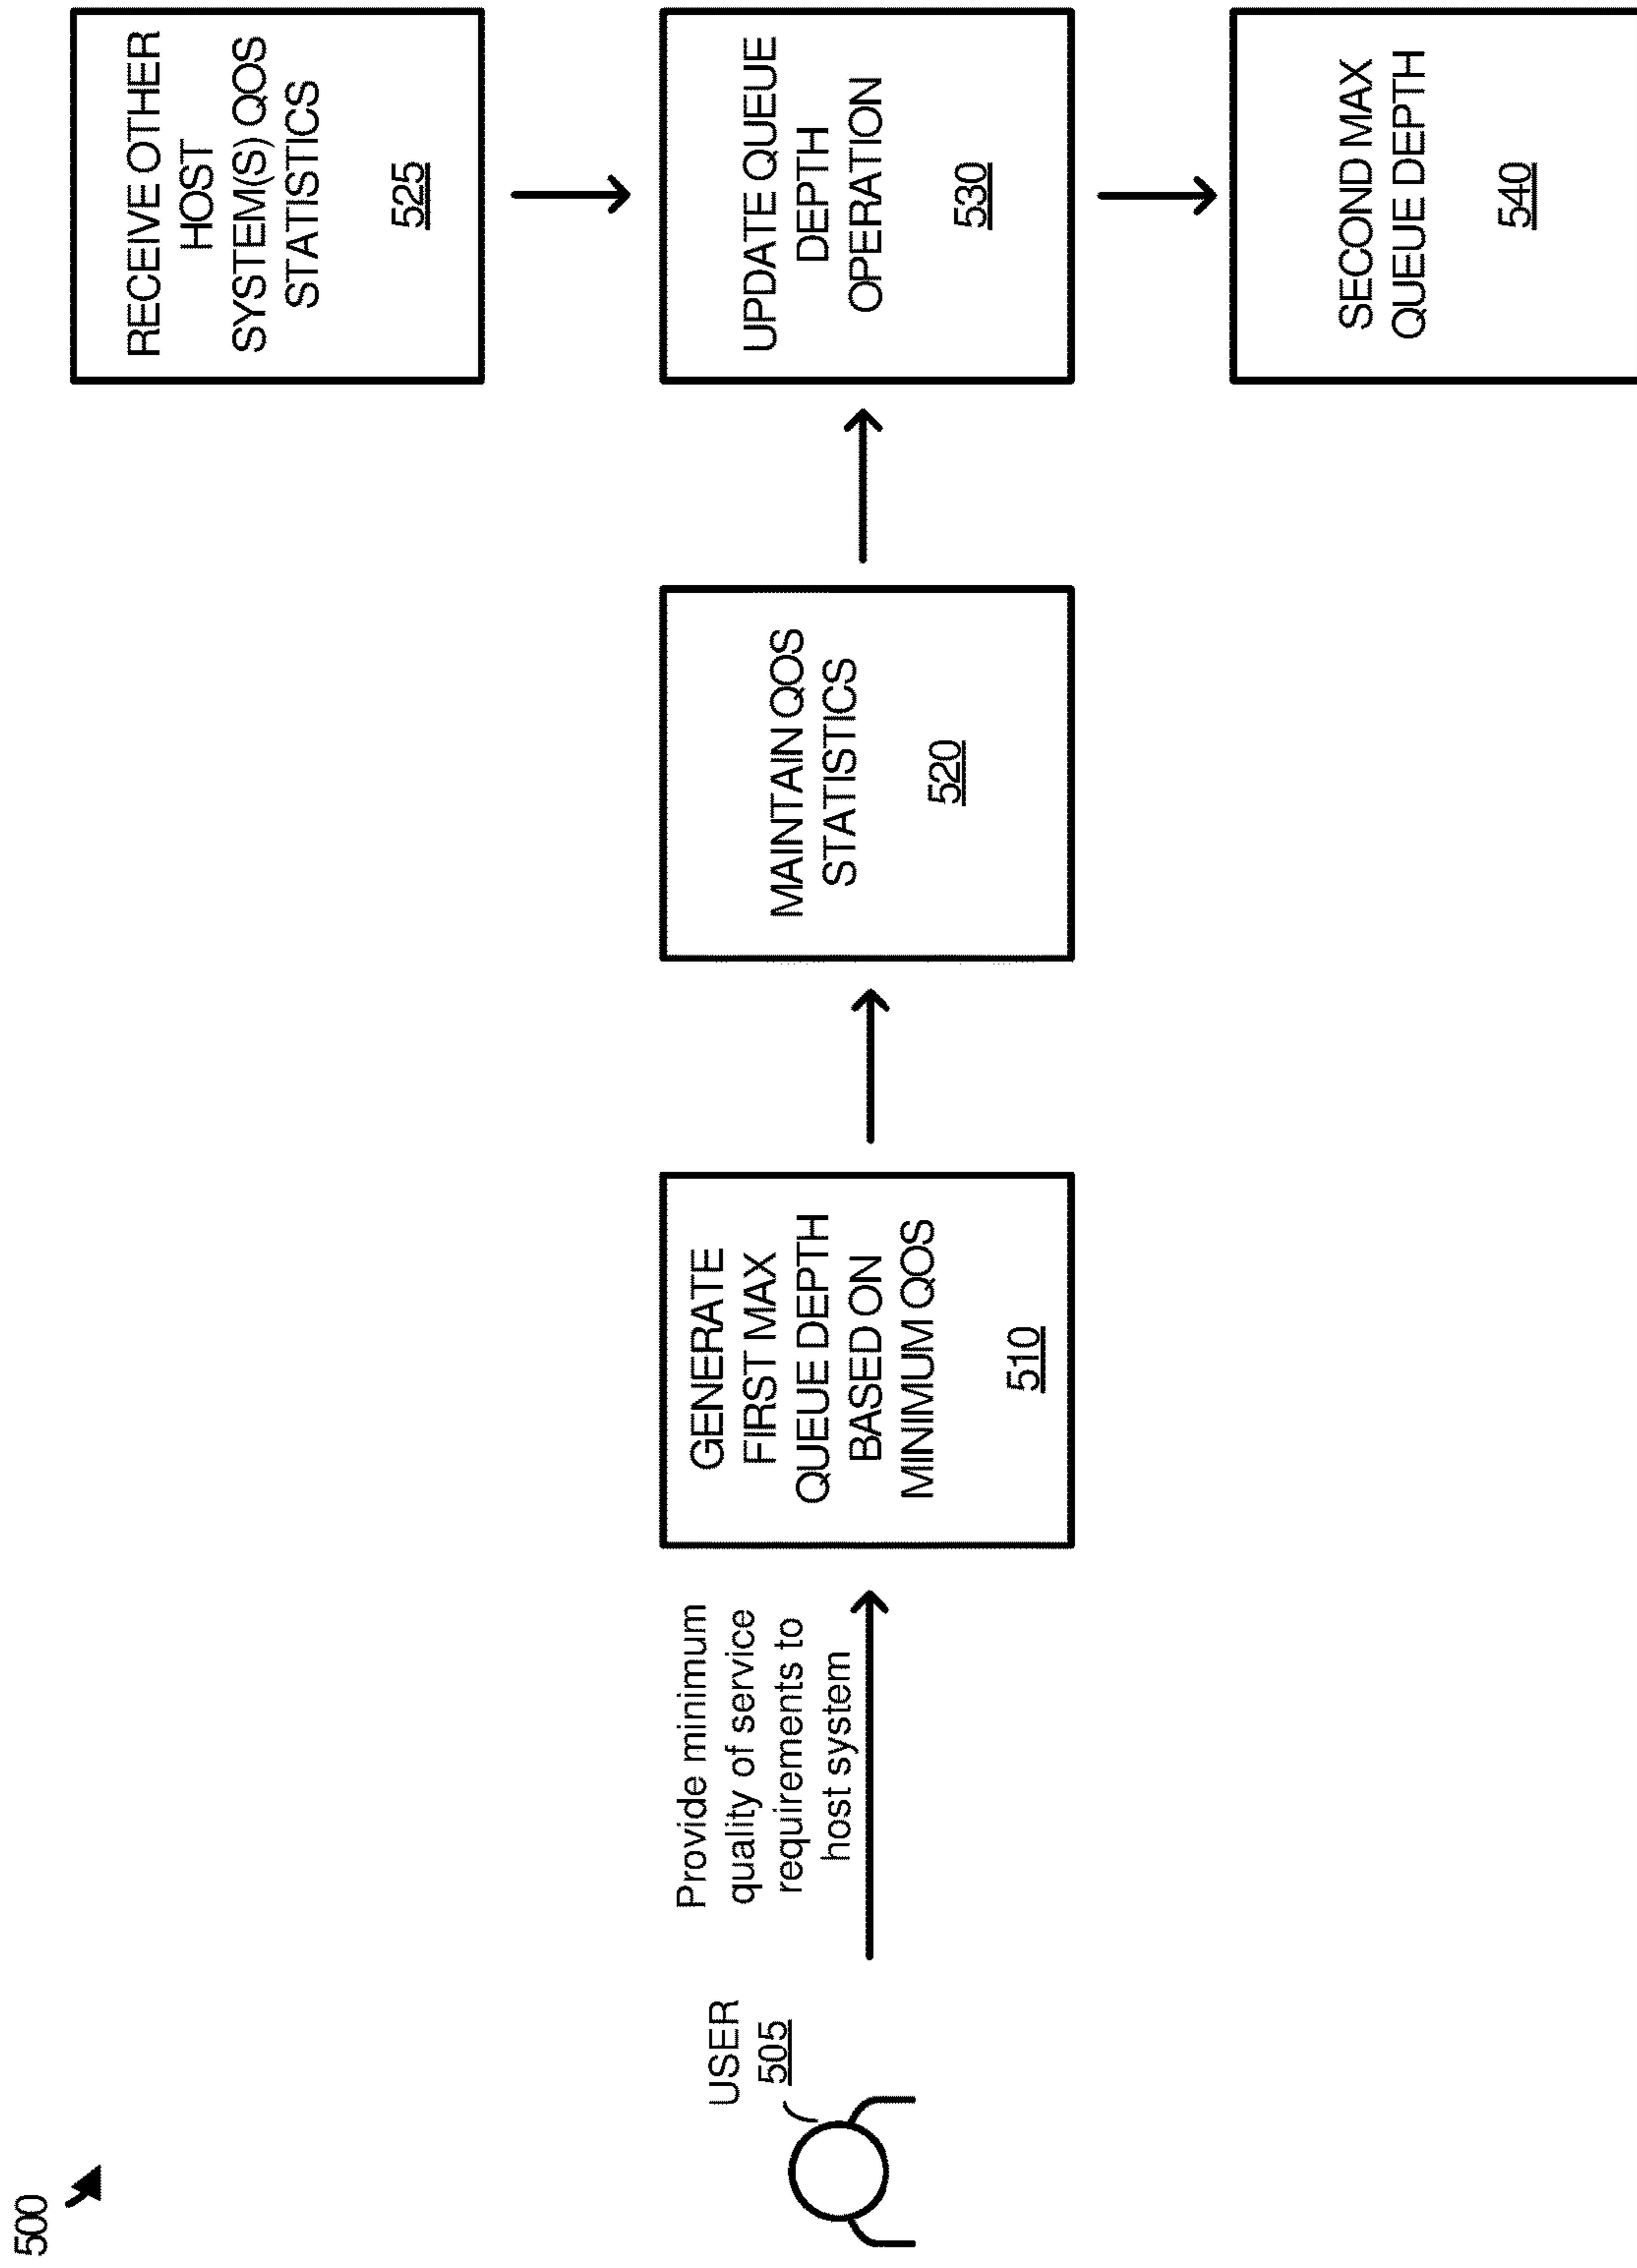 500
USER
505
Provide minimum
quality of service
requirements to
host system
GENERATE
FIRST MAX
QUEUE DEPTH
BASED ON
MINIMUM QOS
510
MAINTAIN QOS
STATISTICS
520
RECEIVE OTHER
HOST
SYSTEM(S) QOS
STATISTICS
525
UPDATE QUEUE
DEPTH
OPERATION
530
SECOND MAX
QUEUE DEPTH
540